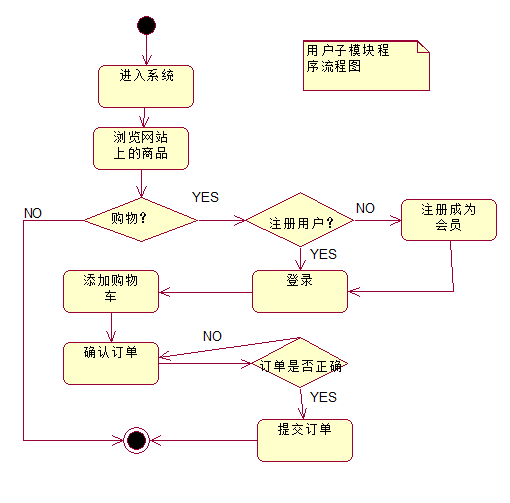 用户子模块程
序流程图
进入系统
浏览网站
上的商品
购物?
YES
NO
注册用户?
NO
注册成为
会员
YES
登录
添加购物
车
确认订单
NO
订单是否正确
YES
提交订单